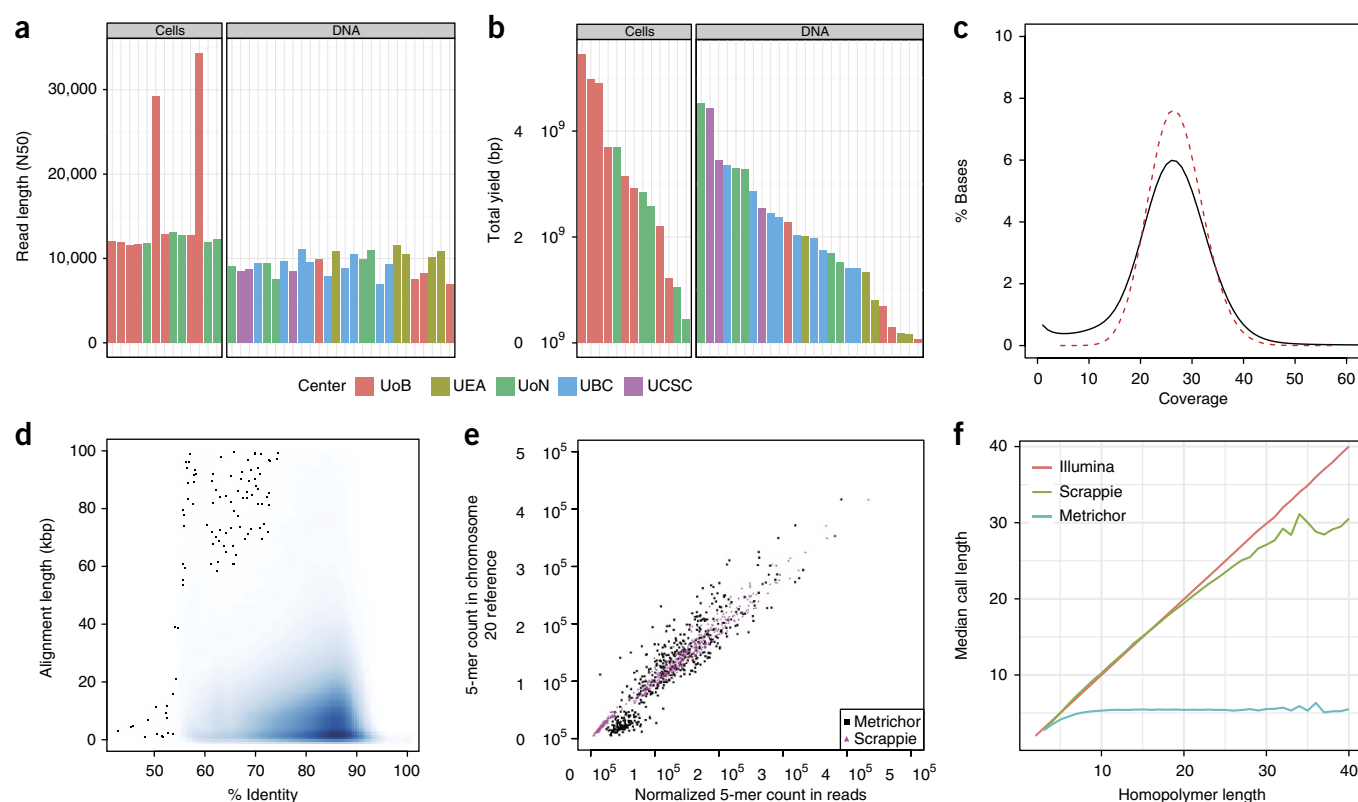 a
Cells DNA
Read length (N50)
30,000
20,000
10,000
0
b
Cells DNA
Total yield (bp)
4 10⁹
2 10⁹
0 10⁹
Center UoB UEA UoN UBC UCSC
c
% Bases
10
8
6
4
2
0
0 10 20 30 40 50 60
Coverage
d
Alignment length (kbp)
100
80
60
40
20
0
50 60 70 80 90 100
% Identity
e
5-mer count in chromosome
20 reference
5 10⁵
4 10⁵
3 10⁵
2 10⁵
1 10⁵
0 10⁵
Metrichor
Scrappie
0 10⁵ 1 10⁵ 2 10⁵ 3 10⁵ 4 10⁵ 5 10⁵
Normalized 5-mer count in reads
f
Median call length
40
30
20
10
Illumina
Scrappie
Metrichor
10 20 30 40
Homopolymer length